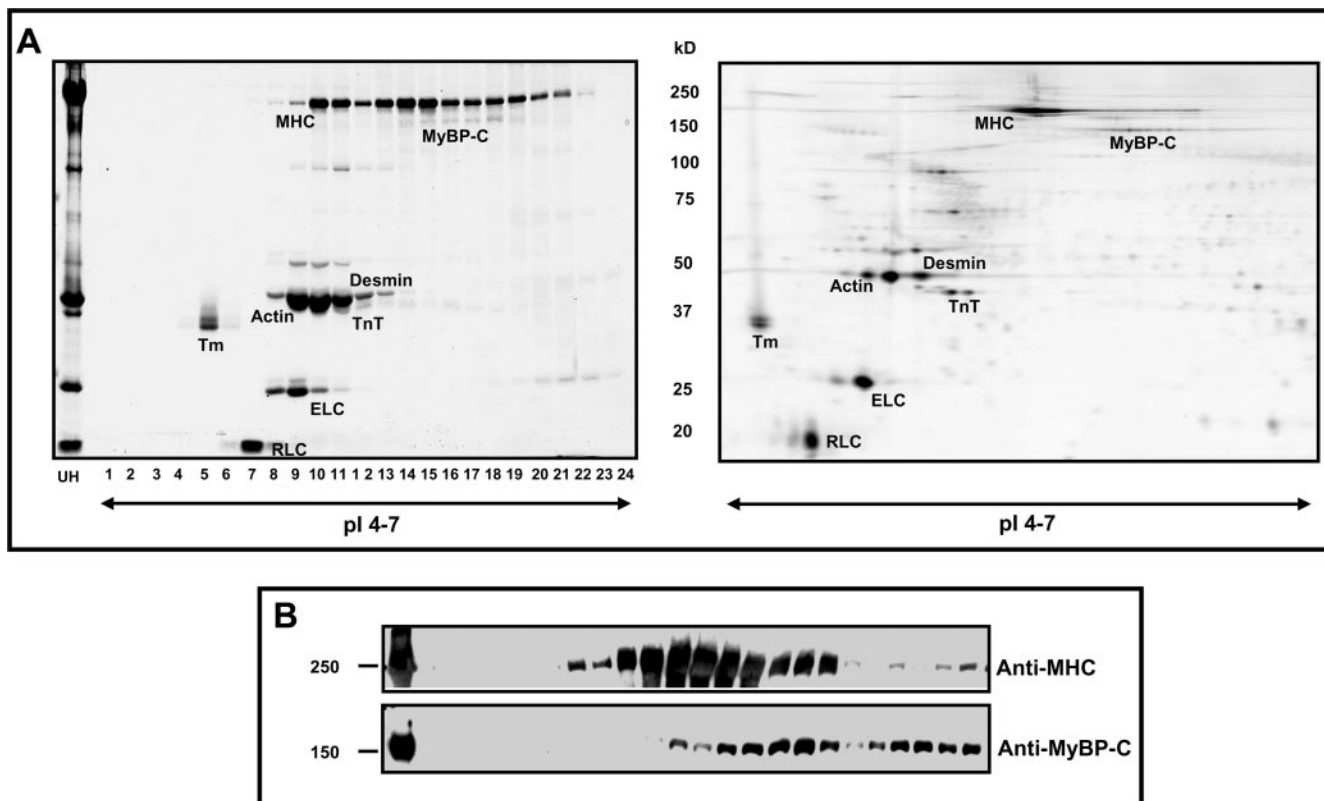 A
kD
250
150
100
75
50
37
25
20
MHC
MyBP-C
Desmin
Actin
TnT
Tm
ELC
RLC
UH 1 2 3 4 5 6 7 8 9 10 11 1 2 13 14 15 16 17 18 19 20 21 22 23 24
pI 4-7
MHC
MyBP-C
Desmin
Actin
TnT
Tm
ELC
RLC
pI 4-7
B
250
Anti-MHC
150
Anti-MyBP-C